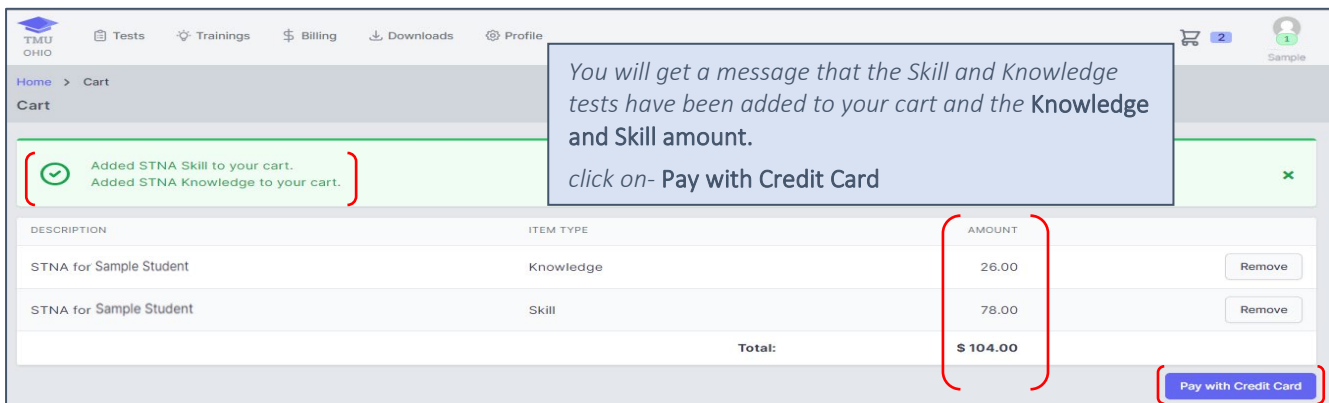 TMU
OHIO
Tests
Trainings
Billing
Downloads
Profile
2
1
Sample
Home > Cart
Cart
You will get a message that the Skill and Knowledge
tests have been added to your cart and the Knowledge
and Skill amount.
click on- Pay with Credit Card
Added STNA Skill to your cart.
Added STNA Knowledge to your cart.
DESCRIPTION ITEM TYPE AMOUNT
STNA for Sample Student Knowledge 26.00 Remove
STNA for Sample Student Skill 78.00 Remove
Total: $ 104.00
Pay with Credit Card